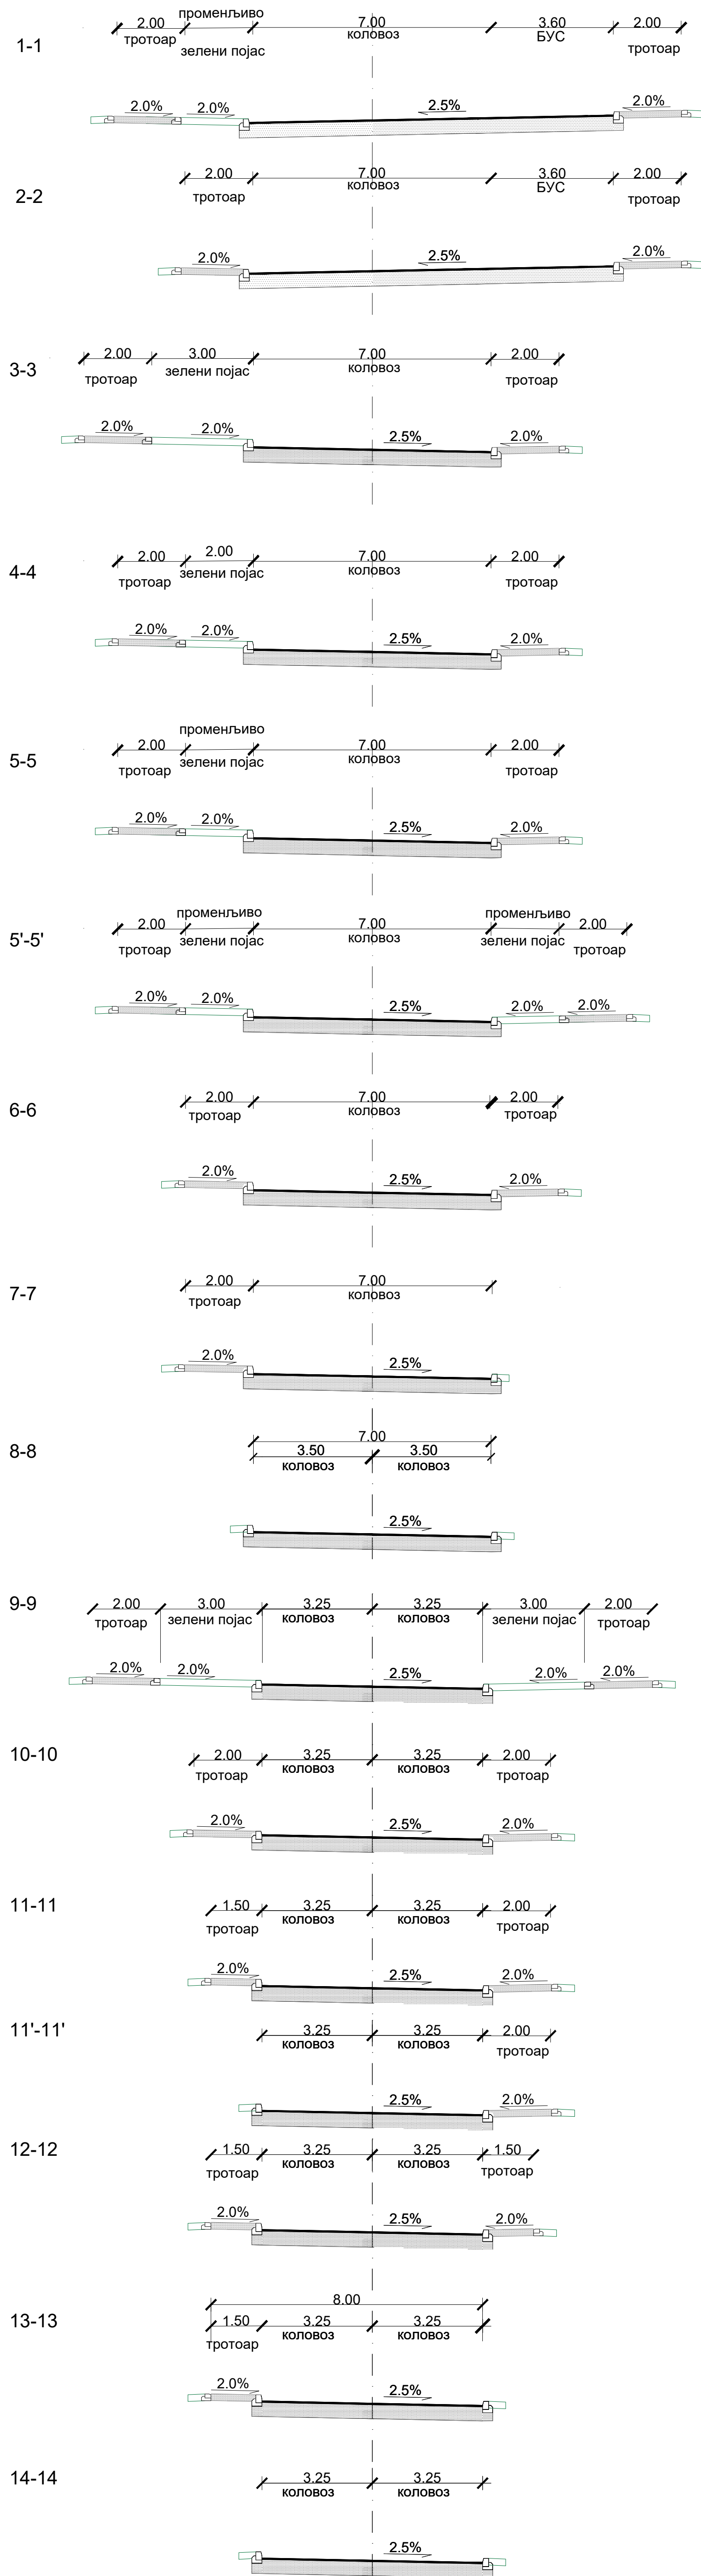 1-1
променљиво
2.00 7.00 3.60 2.00
тротоар коловоз БУС
зелени појас тротоар
2.0% 2.0% 2.5% 2.0%
2-2
2.00 7.00 3.60 2.00
тротоар коловоз БУС тротоар
2.0% 2.5% 2.0%
3-3
2.00 3.00 7.00 2.00
тротоар зелени појас коловоз тротоар
2.0% 2.0% 2.5% 2.0%
4-4
2.00 2.00 7.00 2.00
тротоар зелени појас коловоз тротоар
2.0% 2.0% 2.5% 2.0%
5-5
променљиво
2.00 7.00 2.00
тротоар зелени појас коловоз тротоар
2.0% 2.0% 2.5% 2.0%
5'-5'
променљиво променљиво
2.00 7.00 2.00
тротоар зелени појас коловоз зелени појас тротоар
2.0% 2.0% 2.5% 2.0% 2.0%
6-6
2.00 7.00 2.00
тротоар коловоз тротоар
2.0% 2.5% 2.0%
7-7
2.00 7.00
тротоар коловоз
2.0% 2.5%
8-8
7.00
3.50 3.50
коловоз коловоз
2.5%
9-9
2.00 3.00 3.25 3.25 3.00 2.00
тротоар зелени појас коловоз коловоз зелени појас тротоар
2.0% 2.0% 2.5% 2.0% 2.0%
10-10
2.00 3.25 3.25 2.00
тротоар коловоз коловоз тротоар
2.0% 2.5% 2.0%
11-11
1.50 3.25 3.25 2.00
тротоар коловоз коловоз тротоар
2.0% 2.5% 2.0%
11'-11'
3.25 3.25 2.00
коловоз коловоз тротоар
2.5% 2.0%
12-12
1.50 3.25 3.25 1.50
тротоар коловоз коловоз тротоар
2.0% 2.5% 2.0%
13-13
8.00
1.50 3.25 3.25
тротоар коловоз коловоз
2.0% 2.5%
14-14
3.25 3.25
коловоз коловоз
2.5%